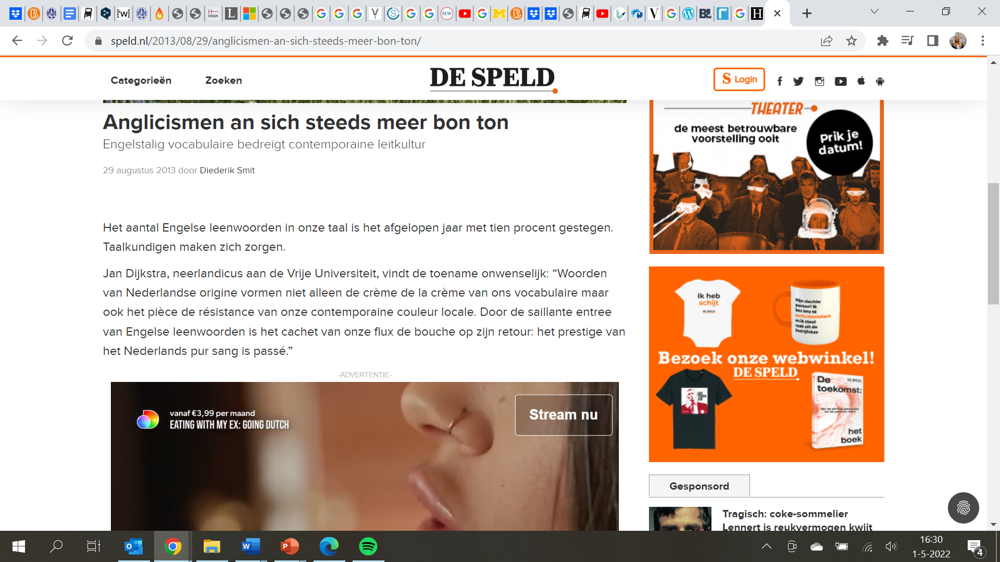 speld.nl/2013/08/29/anglicismen-an-sich-steeds-meer-bon-ton/
Categorieën
Zoeken
DE SPELD
S Login
Anglicismen an sich steeds meer bon ton
Engelstalig vocabulaire bedreigt contemporaine leitkultur
29 augustus 2013 door Diederik Smit
Het aantal Engelse leenwoorden in onze taal is het afgelopen jaar met tien procent gestegen.
Taalkundigen maken zich zorgen.
Jan Dijkstra, neerlandicus aan de Vrije Universiteit, vindt de toename onwenselijk: “Woorden
van Nederlandse origine vormen niet alleen de crème de la crème van ons vocabulaire maar
ook het pièce de résistance van onze contemporaine couleur locale. Door de saillante entree
van Engelse leenwoorden is het cachet van onze flux de bouche op zijn retour: het prestige van
het Nederlands pur sang is passé.”
-ADVERTENTIE-
vanaf €3,99 per maand
EATING WITH MY EX: GOING DUTCH
Stream nu
THEATER
de meest betrouwbare
voorstelling ooit
Prik je
datum!
Ik heb
schijt
DE SPELD
Mijn slechte
punten? Ik
ben iets té
perfectionistisch
en ik steel
vaak uit de
bedrijfskas
Bezoek onze webwinkel!
DE SPELD
De
toekomst:
DE SPELD
het
boek
Gesponsord
Tragisch: coke-sommelier
Lennert is reukvermogen kwijt
16:30
1-5-2022
4